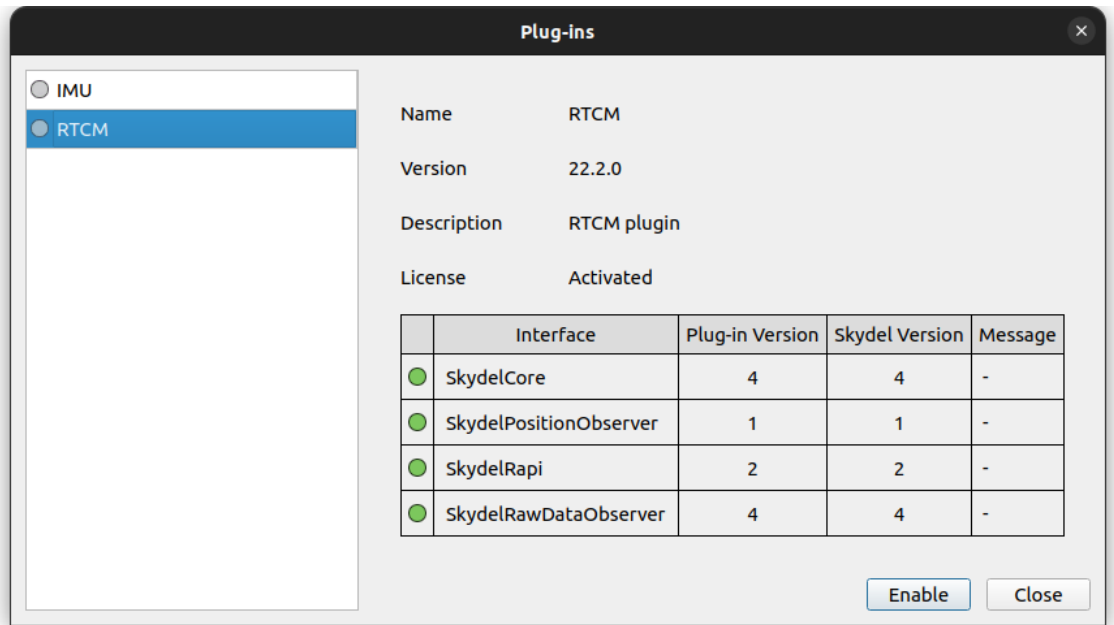 Plug-ins
IMU
RTCM
Name RTCM
Version 22.2.0
Description RTCM plugin
License Activated
Interface Plug-in Version Skydel Version Message
SkydelCore 4 4 -
SkydelPositionObserver 1 1 -
SkydelRapi 2 2 -
SkydelRawDataObserver 4 4 -
Enable Close